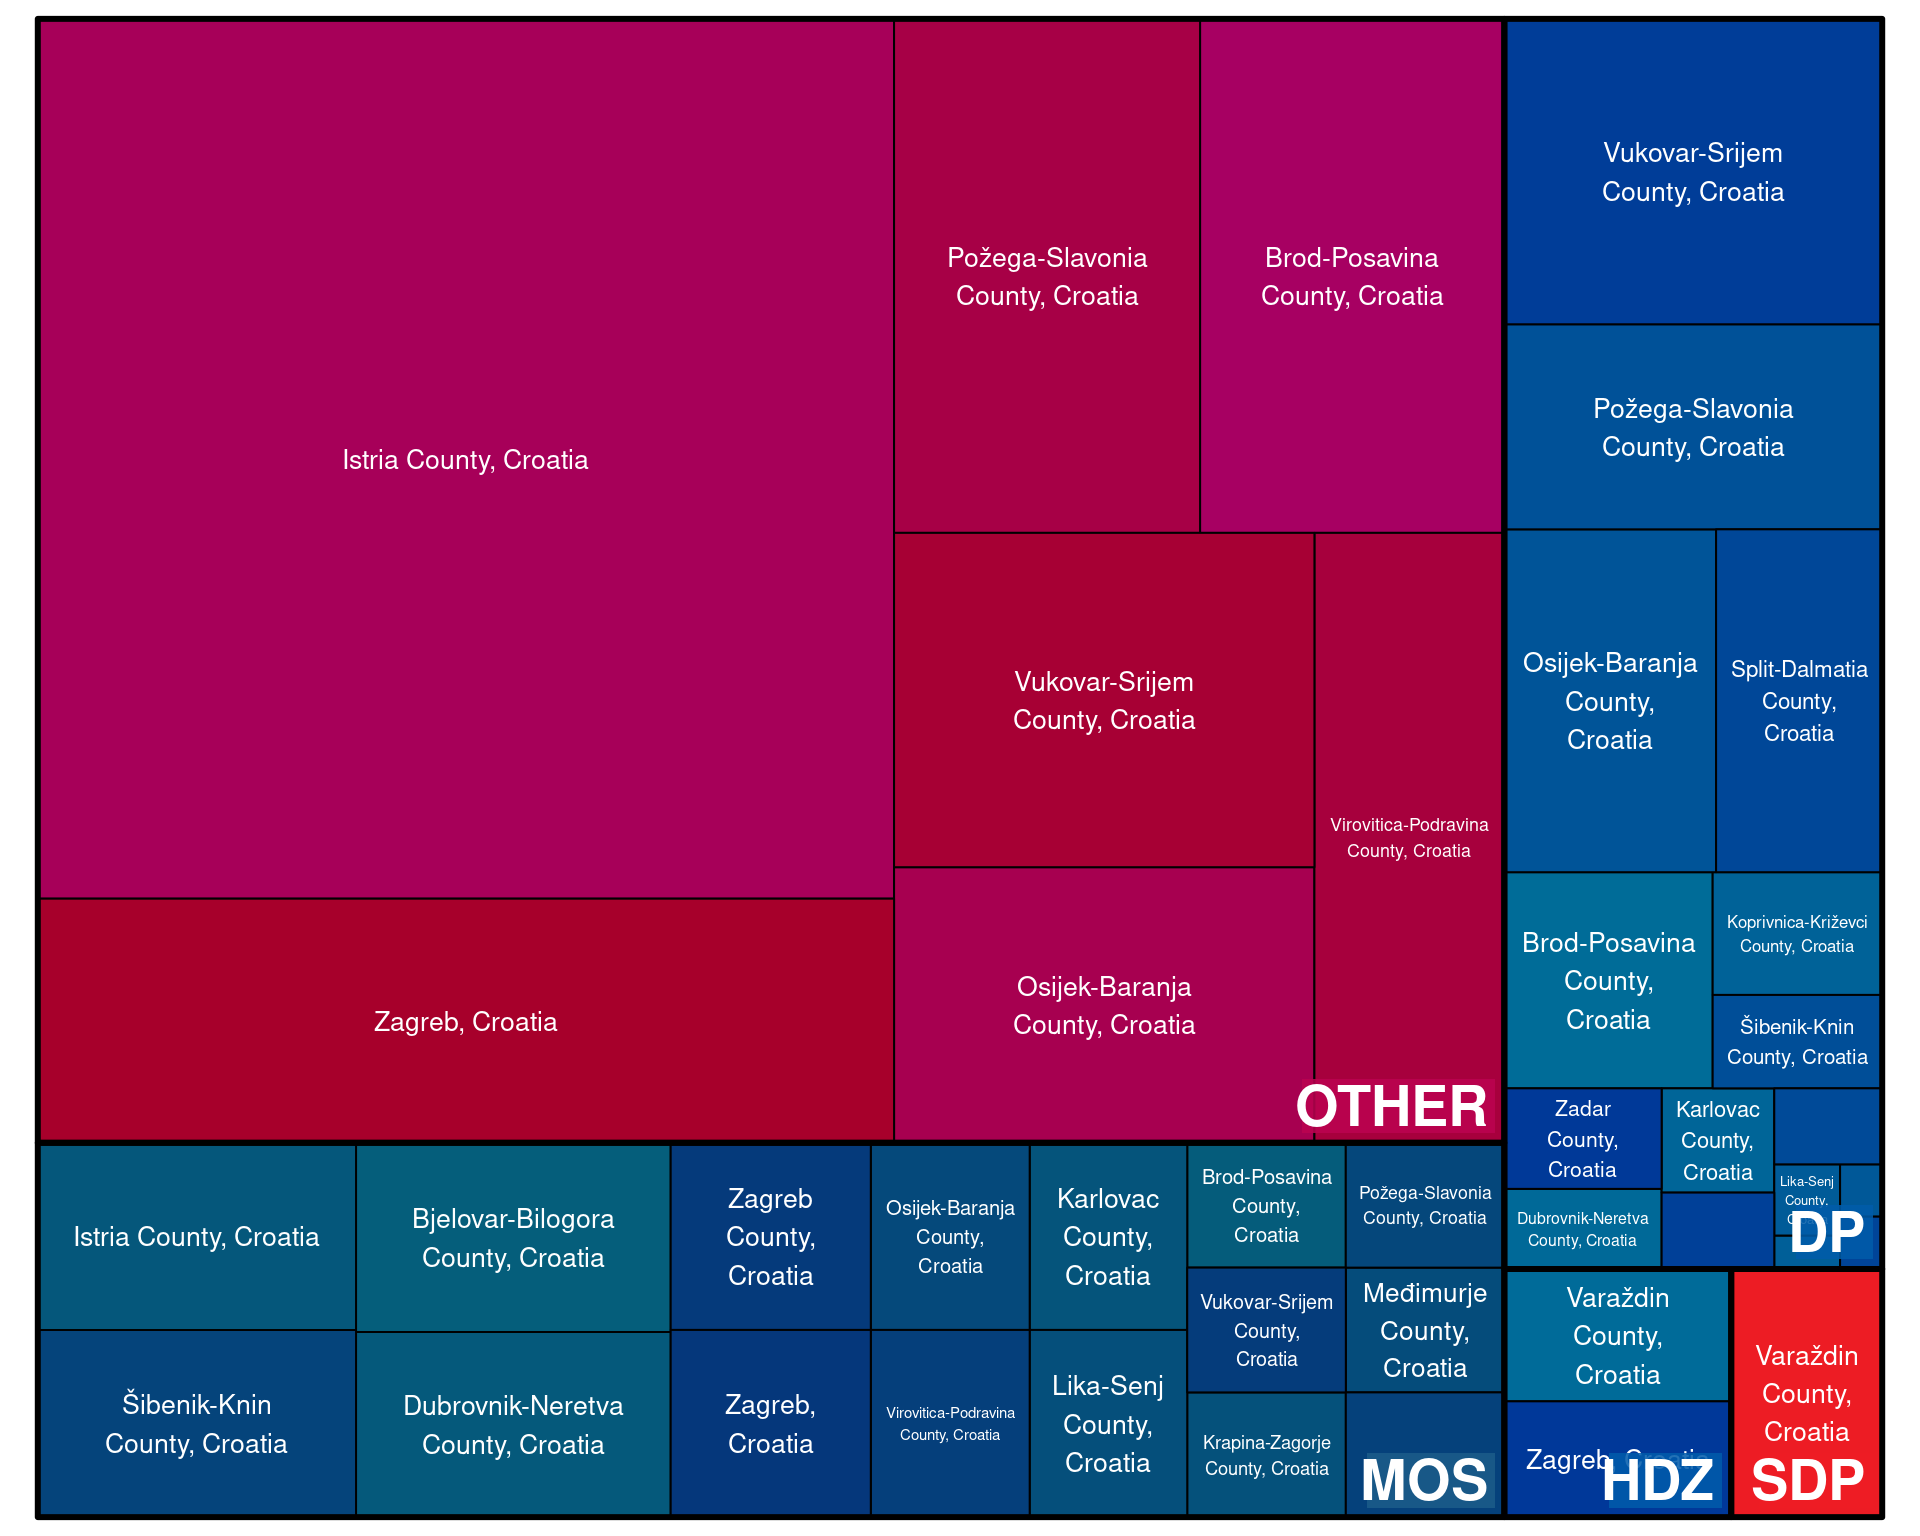 Istria County, Croatia
Zagreb, Croatia
Požega-Slavonia
County, Croatia
Brod-Posavina
County, Croatia
Vukovar-Srijem
County, Croatia
Osijek-Baranja
County, Croatia
Virovitica-Podravina
County, Croatia
OTHER
Istria County, Croatia
Šibenik-Knin
County, Croatia
Bjelovar-Bilogora
County, Croatia
Dubrovnik-Neretva
County, Croatia
Zagreb
County,
Croatia
Zagreb,
Croatia
Osijek-Baranja
County,
Croatia
Virovitica-Podravina
County, Croatia
Karlovac
County,
Croatia
Lika-Senj
County,
Croatia
Brod-Posavina
County,
Croatia
Vukovar-Srijem
County,
Croatia
Krapina-Zagorje
County, Croatia
Požega-Slavonia
County, Croatia
Međimurje
County,
Croatia
MOS
Vukovar-Srijem
County, Croatia
Požega-Slavonia
County, Croatia
Osijek-Baranja
County,
Croatia
Split-Dalmatia
County,
Croatia
Brod-Posavina
County,
Croatia
Koprivnica-Križevci
County, Croatia
Šibenik-Knin
County, Croatia
Zadar
County,
Croatia
Dubrovnik-Neretva
County, Croatia
Karlovac
County,
Croatia
Lika-Senj
County,
DP
Varaždin
County,
Croatia
Zagreb, Croatia
HDZ
Varaždin
County,
Croatia
SDP